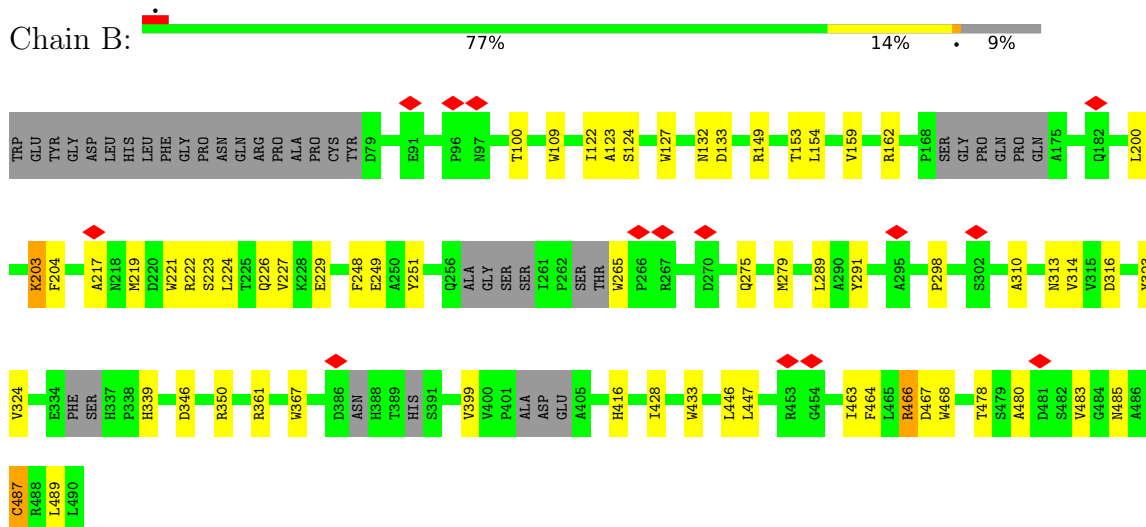 Chain B:
77% 14% • 9%
TRP GLU TYR GLY ASP LEU HIS LEU PHE GLY PRO ASN GLN ARG PRO ALA PRO CYS TYR D79 E91 P96 N97 T100 W109 I122 A123 S124 W127 N132 D133 R149 T153 L154 V159 R162 P168 SER GLY PRO GLN PRO GLN A175 Q182 L200
K203 F204 A217 N218 M219 D220 W221 R222 S223 L224 T225 Q226 V227 K228 E229 F248 E249 A250 Y251 Q256 ALA GLY SER SER I261 P262 SER THR W265 P266 R267 D270 Q275 M279 L289 A290 Y291 A295 P298 S302 A310 N313 V314 V315 D316 Y323
V324 E334 PHE SER H337 P338 H339 D346 R350 R361 W367 D386 ASN H388 T389 HIS S391 V399 V400 P401 ALA ASP GLU A405 H416 I428 W433 L446 L447 R453 G454 I463 F464 L465 R466 D467 W468 T478 S479 A480 D481 S482 V483 G484 N485 A486
C487 R488 L489 L490